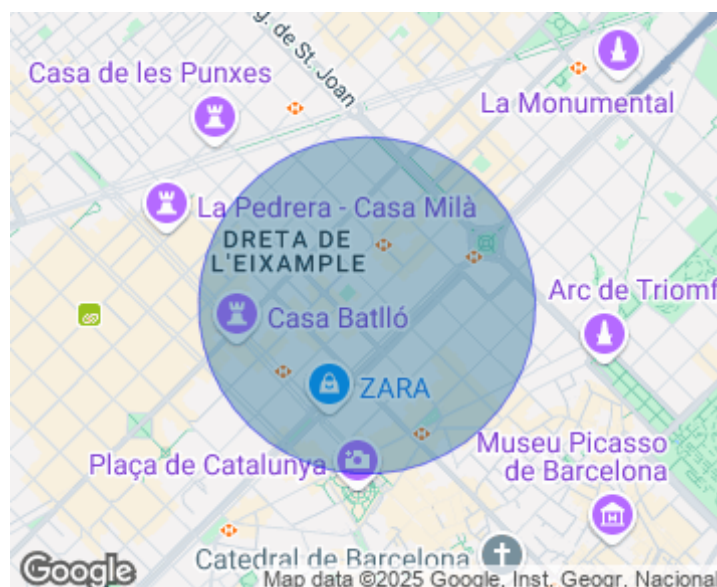 g. de St. Joan
Casa de les Punxes
La Monumental
La Pedrera - Casa Milà
DRETA DE
L'EIXAMPLE
Arc de Triomf
Casa Batlló
ZARA
Museu Picasso
de Barcelona
Plaça de Catalunya
Catedral de Barcelona
Google
Map data ©2025 Google, Inst. Geogr. Nacional